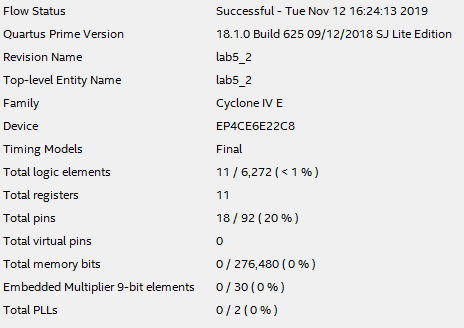 Flow Status Successful - Tue Nov 12 16:24:13 2019
Quartus Prime Version 18.1.0 Build 625 09/12/2018 SJ Lite Edition
Revision Name lab5_2
Top-level Entity Name lab5_2
Family Cyclone IV E
Device EP4CE6E22C8
Timing Models Final
Total logic elements 11 / 6,272 ( < 1 % )
Total registers 11
Total pins 18 / 92 ( 20 % )
Total virtual pins 0
Total memory bits 0 / 276,480 ( 0 % )
Embedded Multiplier 9-bit elements 0 / 30 ( 0 % )
Total PLLs 0 / 2 ( 0 % )